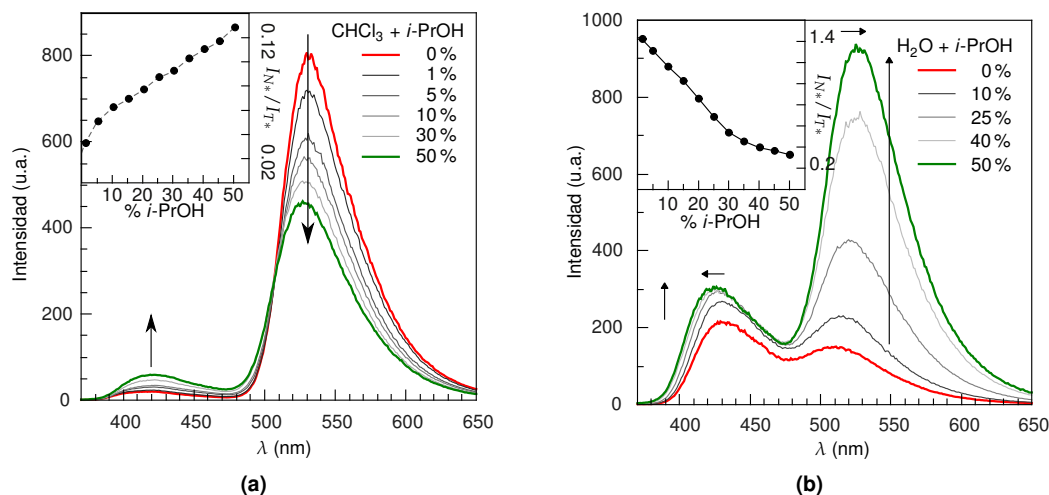 CHCl3 + i-PrOH
0 %
1 %
5 %
10 %
30 %
50 %
0.12
I_N*/I_T*
0.02
10 20 30 40 50
% i-PrOH
800
600
400
200
0
Intensidad (u.a.)
400 450 500 550 600 650
λ (nm)
(a)
H2O + i-PrOH
0 %
10 %
25 %
40 %
50 %
1.4
I_N*/I_T*
0.2
0 10 20 30 40 50
% i-PrOH
1000
800
600
400
200
0
Intensidad (u.a.)
400 450 500 550 600 650
λ (nm)
(b)